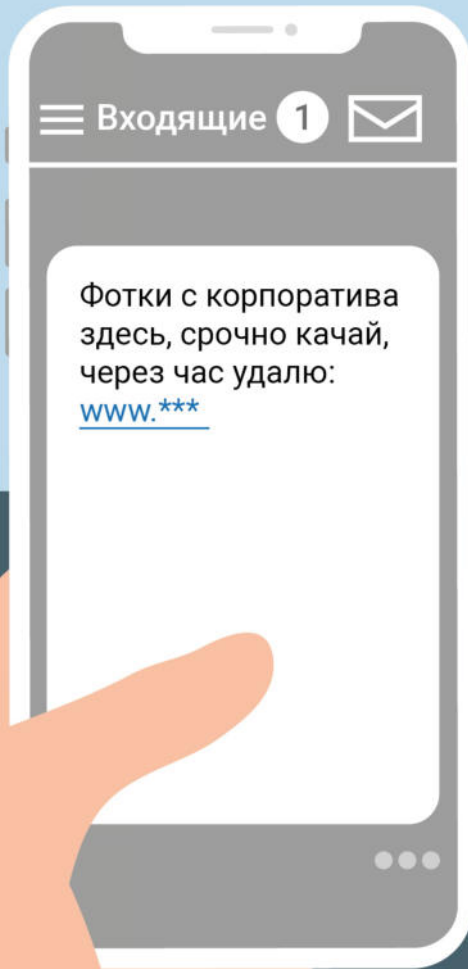 Входящие 1
Фотки с корпоратива
здесь, срочно качай,
через час удалю:
www.***